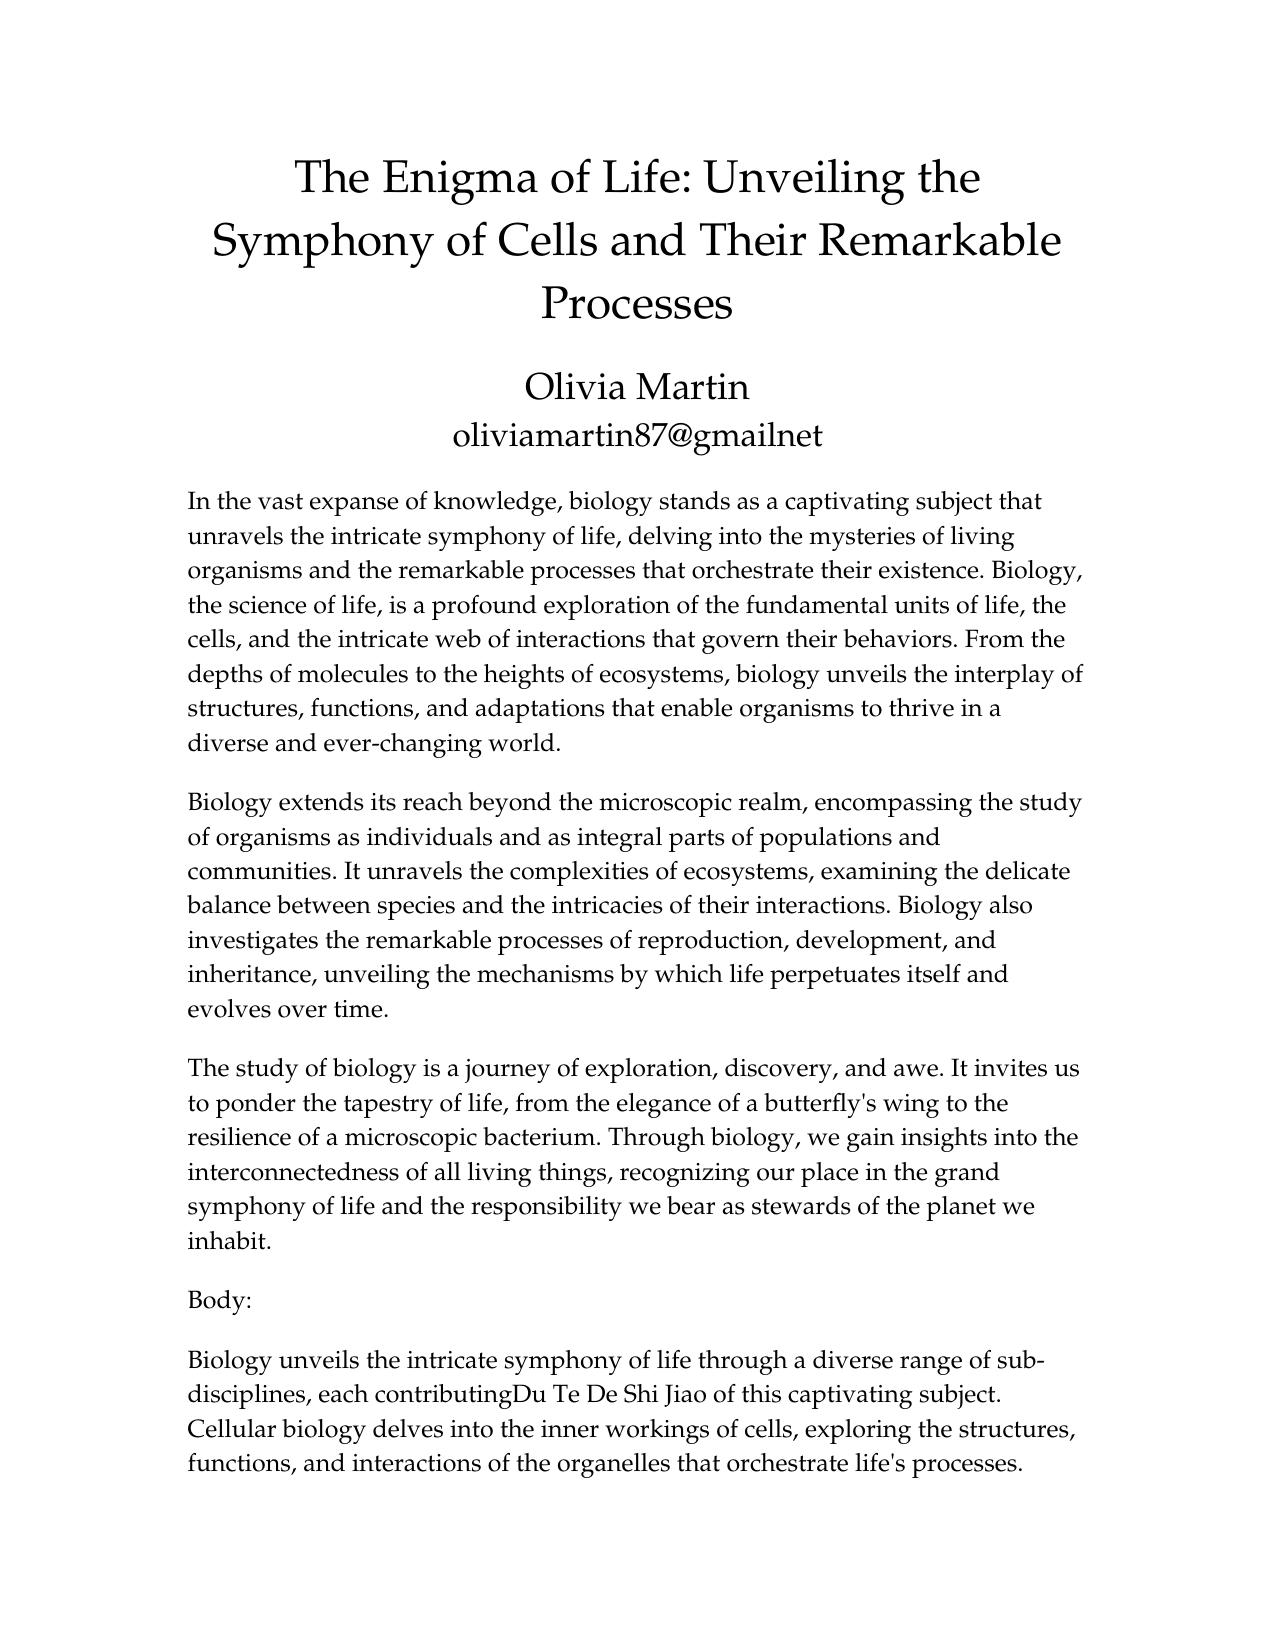 The Enigma of Life: Unveiling the
Symphony of Cells and Their Remarkable
Processes
Olivia Martin
oliviamartin87@gmailnet
In the vast expanse of knowledge, biology stands as a captivating subject that
unravels the intricate symphony of life, delving into the mysteries of living
organisms and the remarkable processes that orchestrate their existence. Biology,
the science of life, is a profound exploration of the fundamental units of life, the
cells, and the intricate web of interactions that govern their behaviors. From the
depths of molecules to the heights of ecosystems, biology unveils the interplay of
structures, functions, and adaptations that enable organisms to thrive in a
diverse and ever-changing world.
Biology extends its reach beyond the microscopic realm, encompassing the study
of organisms as individuals and as integral parts of populations and
communities. It unravels the complexities of ecosystems, examining the delicate
balance between species and the intricacies of their interactions. Biology also
investigates the remarkable processes of reproduction, development, and
inheritance, unveiling the mechanisms by which life perpetuates itself and
evolves over time.
The study of biology is a journey of exploration, discovery, and awe. It invites us
to ponder the tapestry of life, from the elegance of a butterfly's wing to the
resilience of a microscopic bacterium. Through biology, we gain insights into the
interconnectedness of all living things, recognizing our place in the grand
symphony of life and the responsibility we bear as stewards of the planet we
inhabit.
Body:
Biology unveils the intricate symphony of life through a diverse range of sub-
disciplines, each contributingDu Te De Shi Jiao of this captivating subject.
Cellular biology delves into the inner workings of cells, exploring the structures,
functions, and interactions of the organelles that orchestrate life's processes.